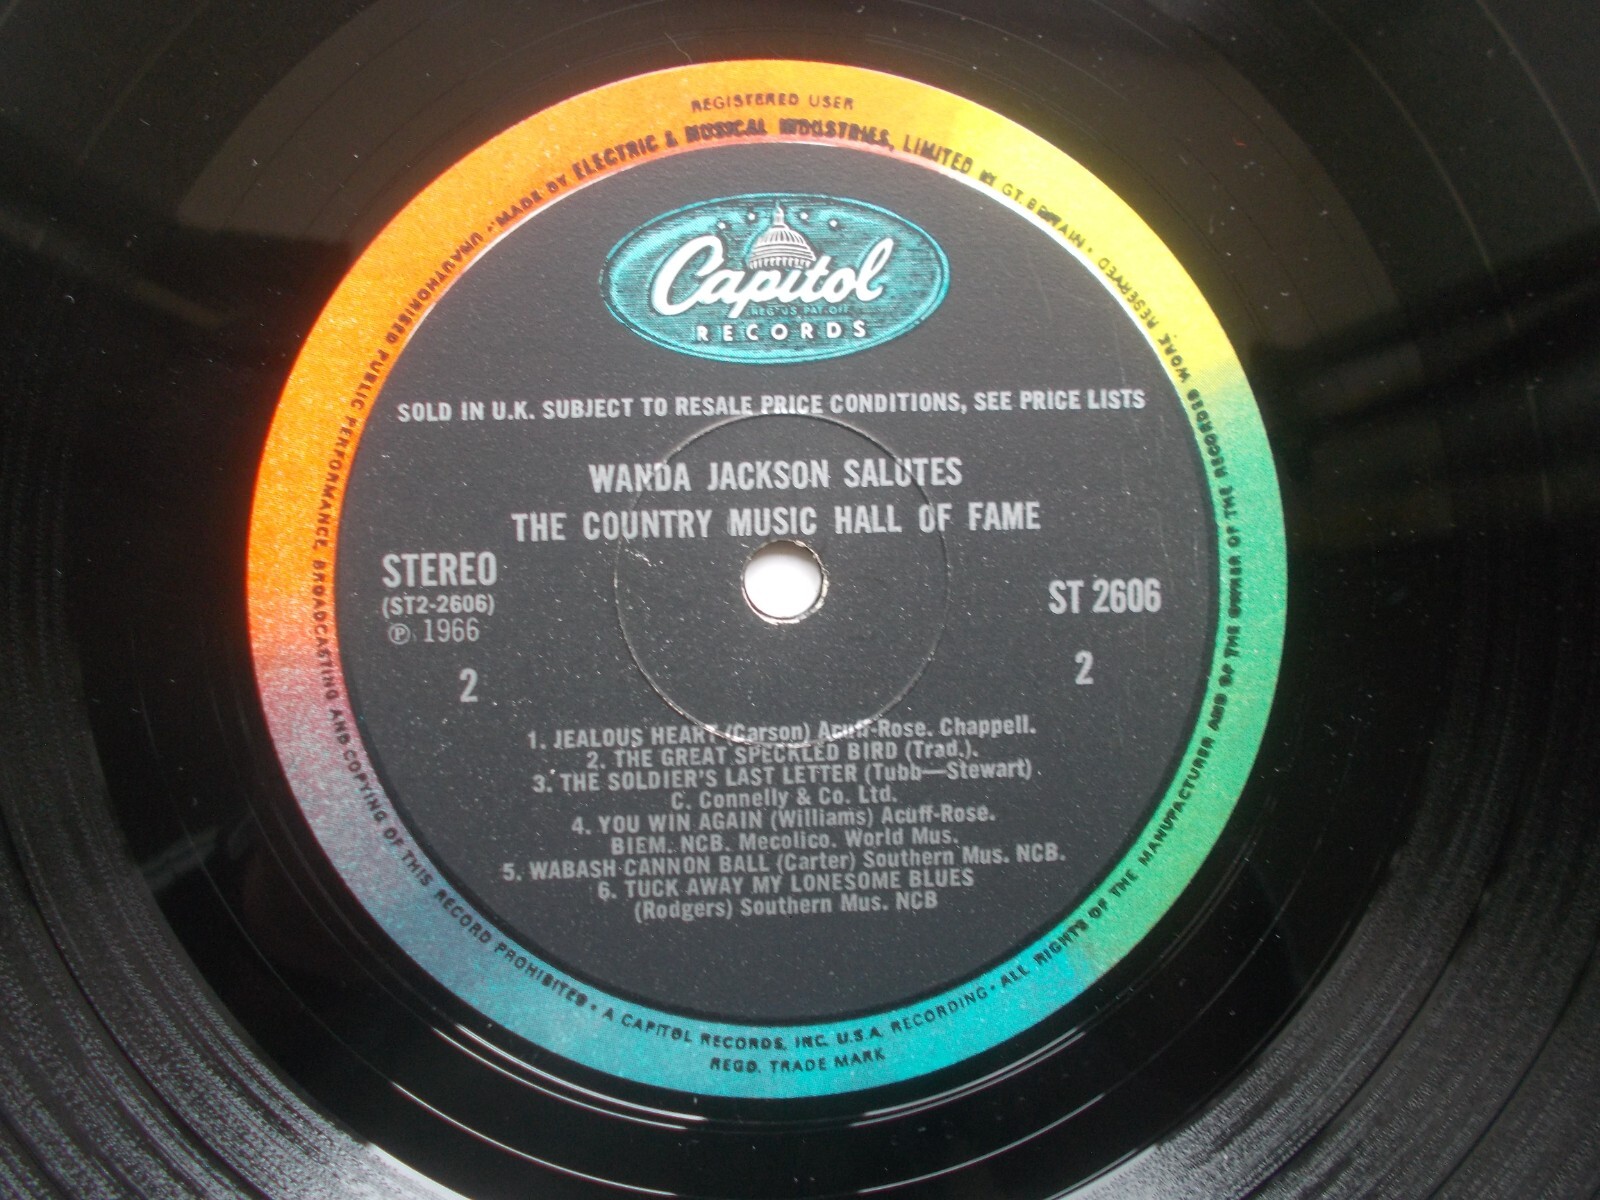 REGISTERED USER
"MADE BY ELECTRIC & MUSICAL INDUSTRIES, LIMITED IN GT. BRITAIN •
ALL RIGHTS OF THE MANUFACTURER AND OF THE OWNER OF THE RECORDED WORK RESERVED
UNAUTHORISED PUBLIC PERFORMANCE, BROADCASTING AND COPYING OF THIS RECORD PROHIBITED •
A CAPITOL RECORDS, INC. U.S.A. RECORDING •
REGD. TRADE MARK
Capitol
REG. U.S. PAT. OFF.
RECORDS
SOLD IN U.K. SUBJECT TO RESALE PRICE CONDITIONS, SEE PRICE LISTS
WANDA JACKSON SALUTES
THE COUNTRY MUSIC HALL OF FAME
STEREO
(ST2-2606)
℗ 1966
2
ST 2606
2
1. JEALOUS HEART (Carson) Acuff-Rose. Chappell.
2. THE GREAT SPECKLED BIRD (Trad.).
3. THE SOLDIER'S LAST LETTER (Tubb—Stewart)
C. Connelly & Co. Ltd.
4. YOU WIN AGAIN (Williams) Acuff-Rose.
BIEM. NCB. Mecolico. World Mus.
5. WABASH CANNON BALL (Carter) Southern Mus. NCB.
6. TUCK AWAY MY LONESOME BLUES
(Rodgers) Southern Mus. NCB